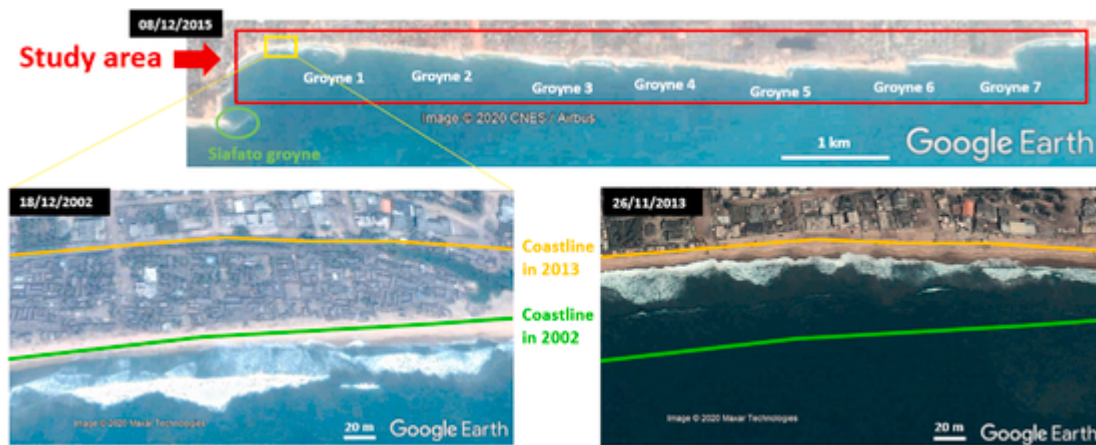 08/12/2015
Study area
Groyne 1
Groyne 2
Groyne 3
Groyne 4
Groyne 5
Groyne 6
Groyne 7
Image © 2020 CNES / Airbus
Siafato groyne
1 km
Google Earth
18/12/2002
Coastline
in 2013
Coastline
in 2002
Image © 2020 Maxar Technologies
20 m
Google Earth
26/11/2013
Image © 2020 Maxar Technologies
20 m
Google Earth